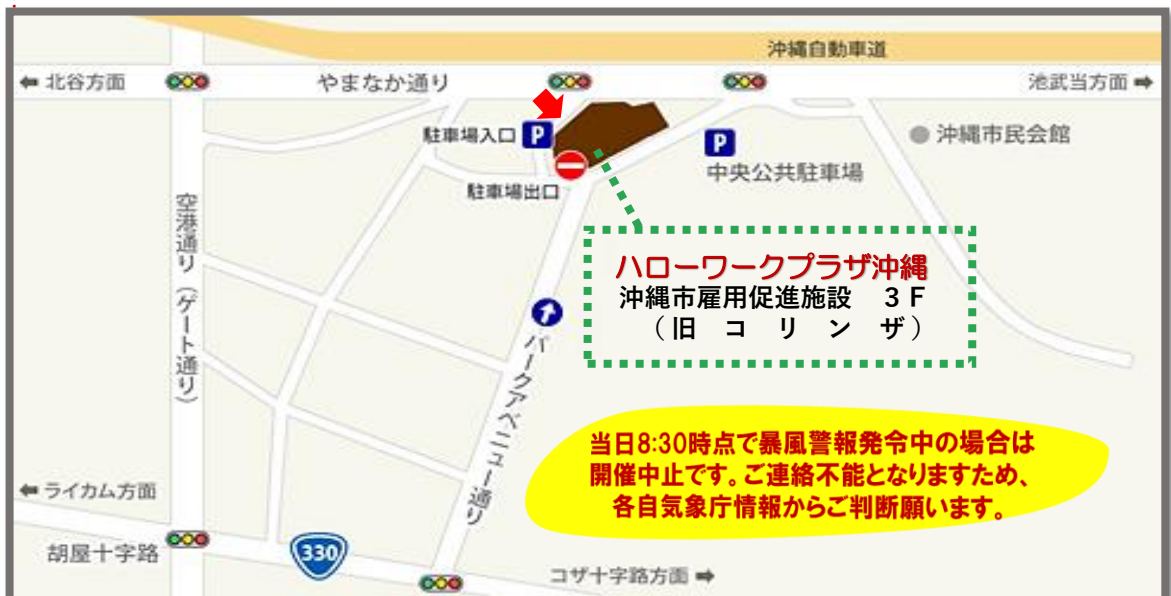 沖縄自動車道
⬅ 北谷方面
やまなか通り
池武当方面 ➡
駐車場入口 P
沖縄市民会館
P
中央公共駐車場
駐車場出口
空港通り（ゲート通り）
ハローワークプラザ沖縄
沖縄市雇用促進施設　３Ｆ
（旧　コ　リ　ン　ザ）
パークアベニュー通り
当日8:30時点で暴風警報発令中の場合は
開催中止です。ご連絡不能となりますため、
各自気象庁情報からご判断願います。
⬅ ライカム方面
胡屋十字路
330
コザ十字路方面 ➡